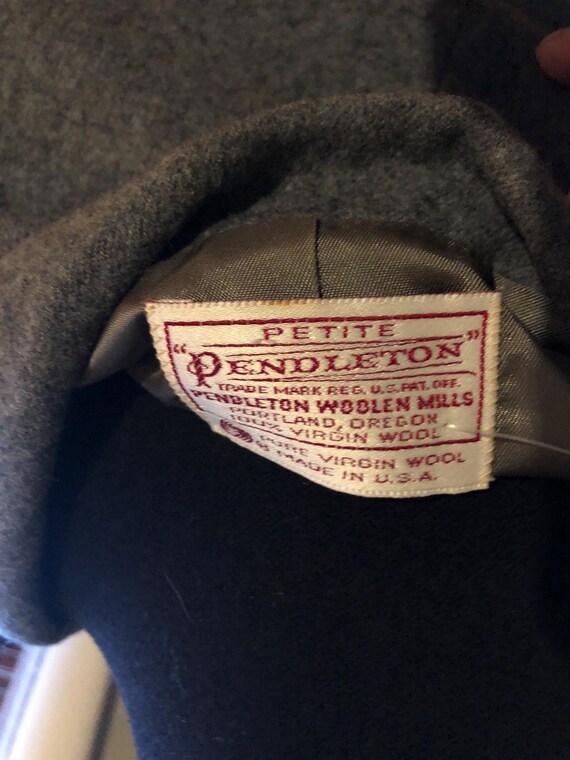 PETITE
"PENDLETON"
TRADE MARK REG. U.S. PAT. OFF.
PENDLETON WOOLEN MILLS
PORTLAND, OREGON
100% VIRGIN WOOL
PURE VIRGIN WOOL
MADE IN U.S.A.